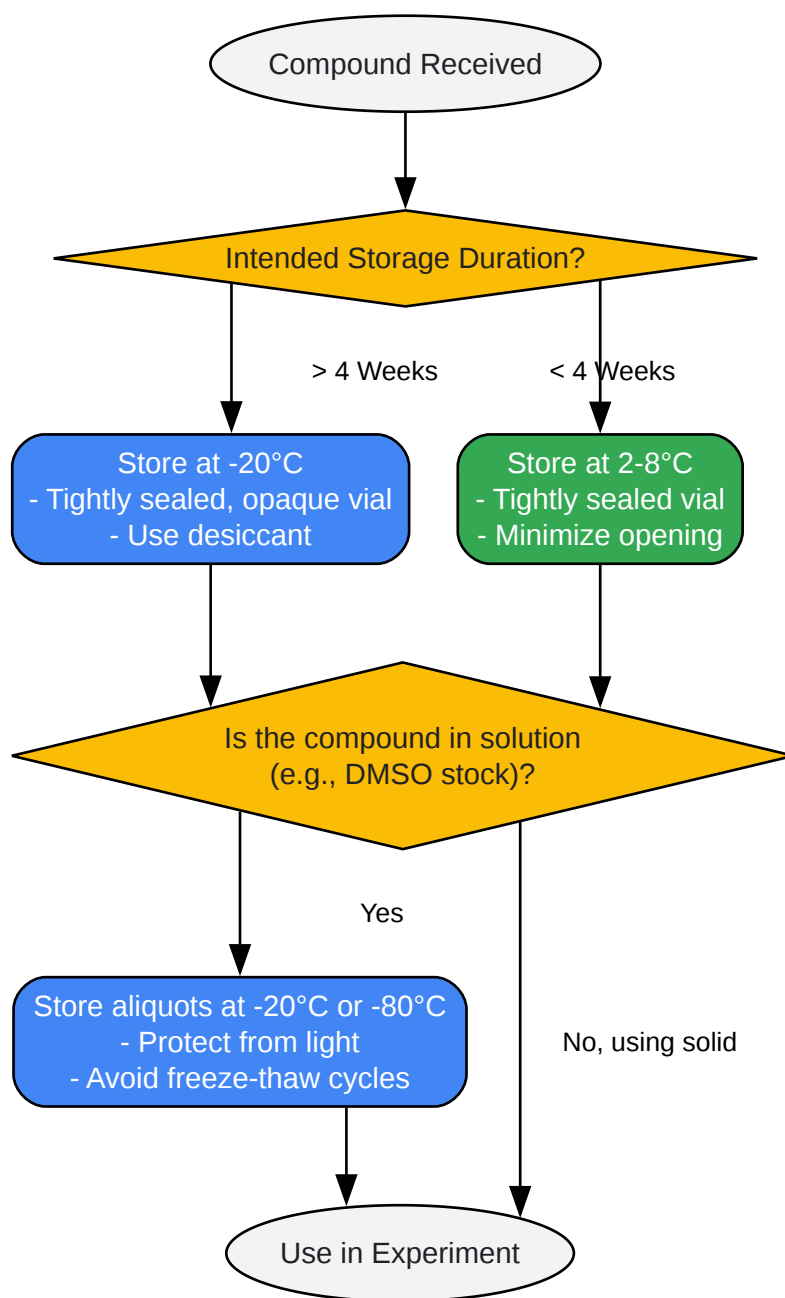 Compound Received
Intended Storage Duration?
> 4 Weeks
< 4 Weeks
Store at -20°C
- Tightly sealed, opaque vial
- Use desiccant
Store at 2-8°C
- Tightly sealed vial
- Minimize opening
Is the compound in solution
(e.g., DMSO stock)?
Yes
Store aliquots at -20°C or -80°C
- Protect from light
- Avoid freeze-thaw cycles
No, using solid
Use in Experiment